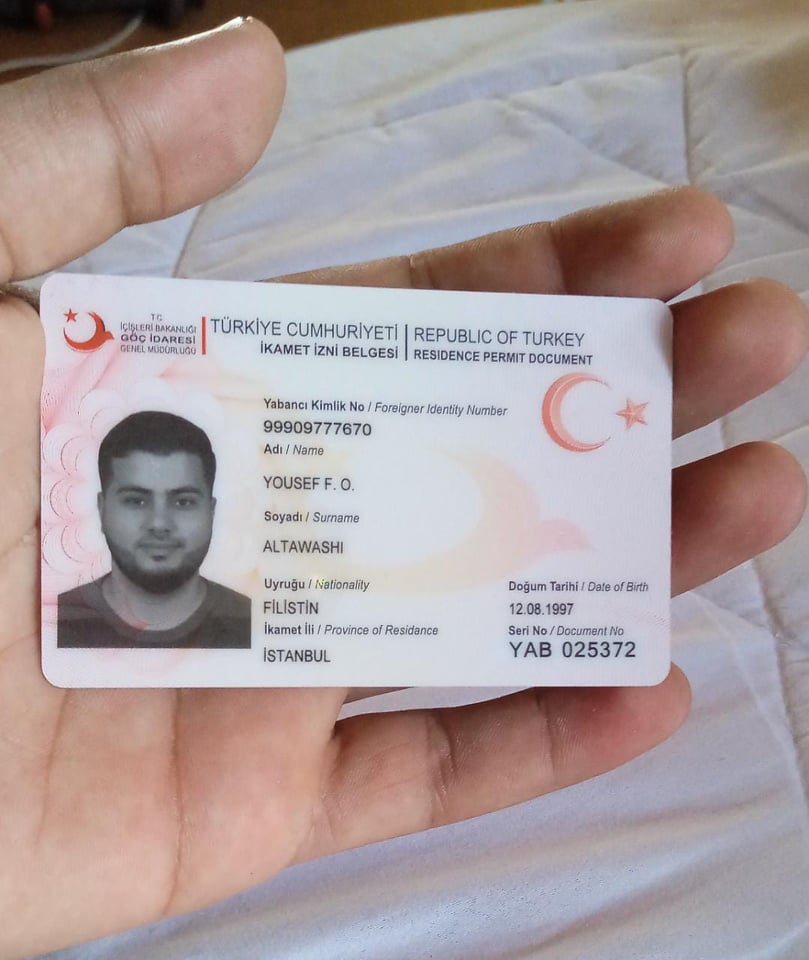 T.C.
İÇİŞLERİ BAKANLIĞI
GÖÇ İDARESİ
GENEL MÜDÜRLÜĞÜ
TÜRKİYE CUMHURİYETİ | REPUBLIC OF TURKEY
İKAMET İZNİ BELGESİ | RESIDENCE PERMIT DOCUMENT
Yabancı Kimlik No / Foreigner Identity Number
99909777670
Adı / Name
YOUSEF F. O.
Soyadı / Surname
ALTAWASHI
Uyruğu / Nationality
FİLİSTİN
Doğum Tarihi / Date of Birth
12.08.1997
İkamet İli / Province of Residance
İSTANBUL
Seri No / Document No
YAB 025372